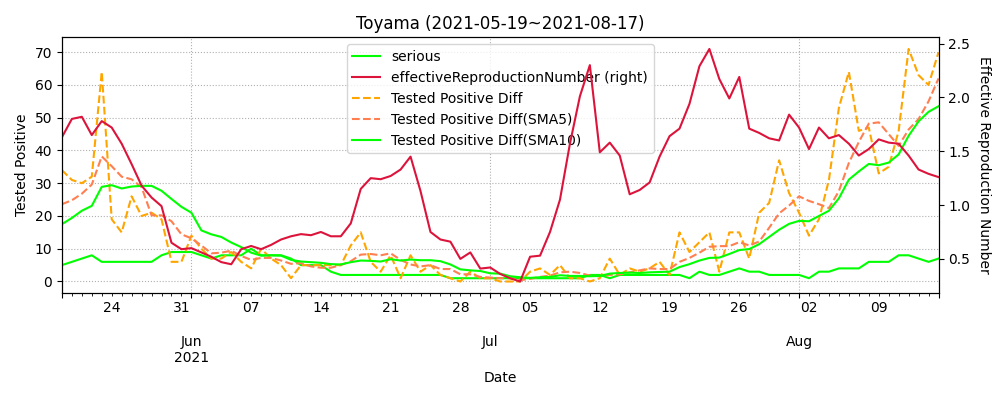 Toyama (2021-05-19~2021-08-17)
serious
effectiveReproductionNumber (right)
Tested Positive Diff
Tested Positive Diff(SMA5)
Tested Positive Diff(SMA10)
Tested Positive
70
60
50
40
30
20
10
0
2.5
2.0
1.5
1.0
0.5
Effective Reproduction Number
24 31 07 14 21 28 05 12 19 26 02 09
Jun Jul Aug
2021
Date